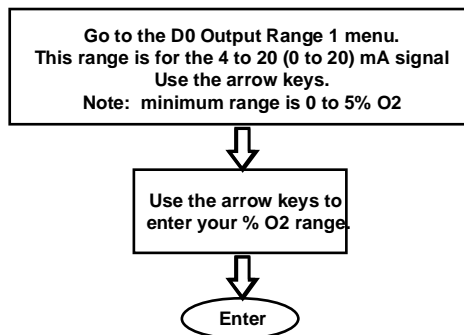 Go to the D0 Output Range 1 menu.
This range is for the 4 to 20 (0 to 20) mA signal
Use the arrow keys.
Note: minimum range is 0 to 5% O2
Use the arrow keys to
enter your % O2 range.
Enter